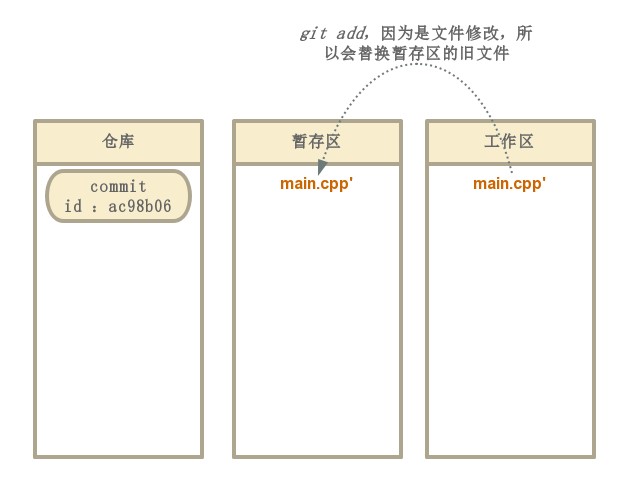 git add，因为是文件修改，所
以会替换暂存区的旧文件
仓库
暂存区
工作区
commit
id ：ac98b06
main.cpp'
main.cpp'